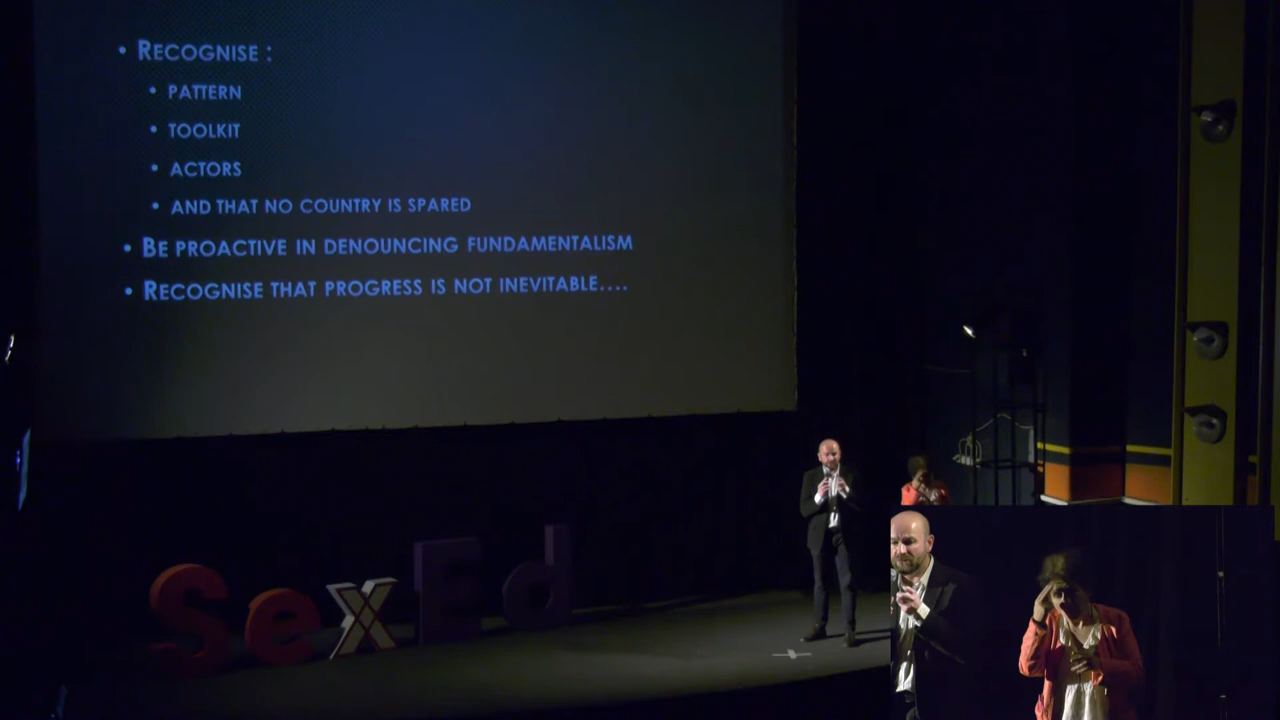 • RECOGNISE :
• PATTERN
• TOOLKIT
• ACTORS
• AND THAT NO COUNTRY IS SPARED
• BE PROACTIVE IN DENOUNCING FUNDAMENTALISM
• RECOGNISE THAT PROGRESS IS NOT INEVITABLE....
SexEd